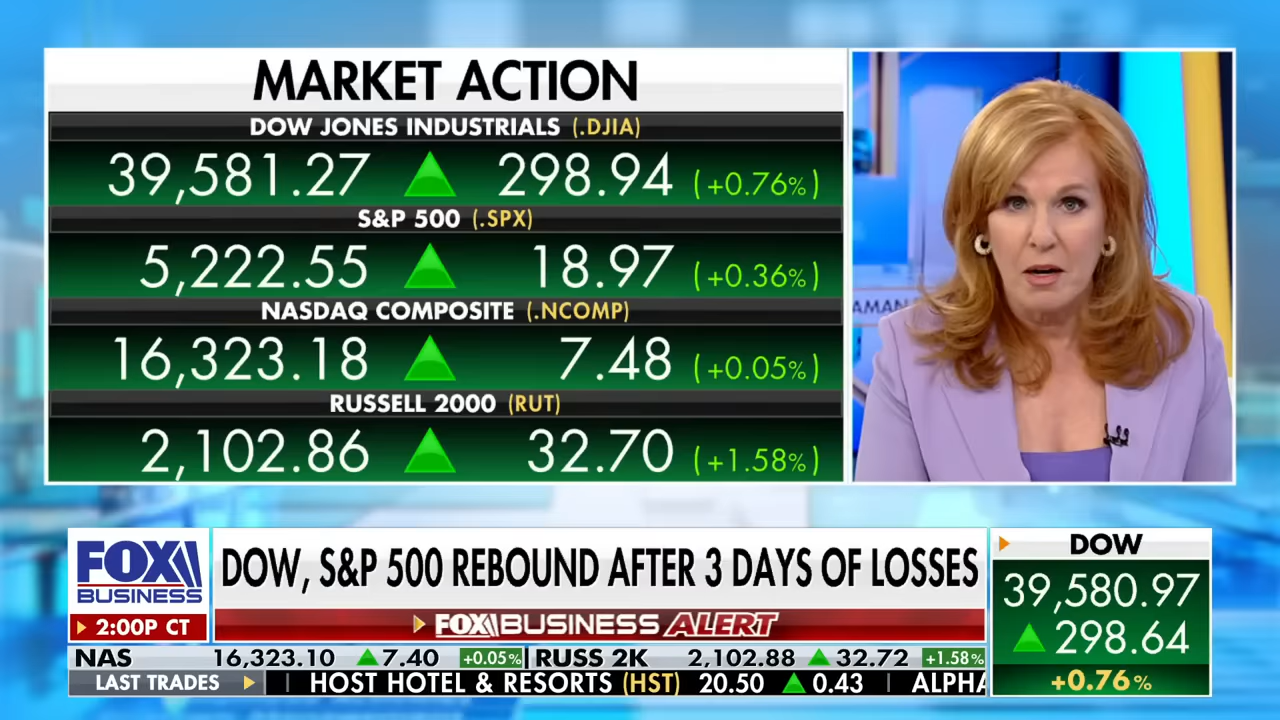 MARKET ACTION
DOW JONES INDUSTRIALS (.DJIA)
39,581.27 ▲ 298.94 (+0.76%)
S&P 500 (.SPX)
5,222.55 ▲ 18.97 (+0.36%)
NASDAQ COMPOSITE (.NCOMP)
16,323.18 ▲ 7.48 (+0.05%)
RUSSELL 2000 (RUT)
2,102.86 ▲ 32.70 (+1.58%)
AMAN
FOX
BUSINESS
2:00P CT
DOW, S&P 500 REBOUND AFTER 3 DAYS OF LOSSES
FOX BUSINESS ALERT
DOW
39,580.97
▲ 298.64
+0.76%
NAS 16,323.10 ▲ 7.40 +0.05% RUSS 2K 2,102.88 ▲ 32.72 +1.58%
LAST TRADES HOST HOTEL & RESORTS (HST) 20.50 ▲ 0.43 ALPHA